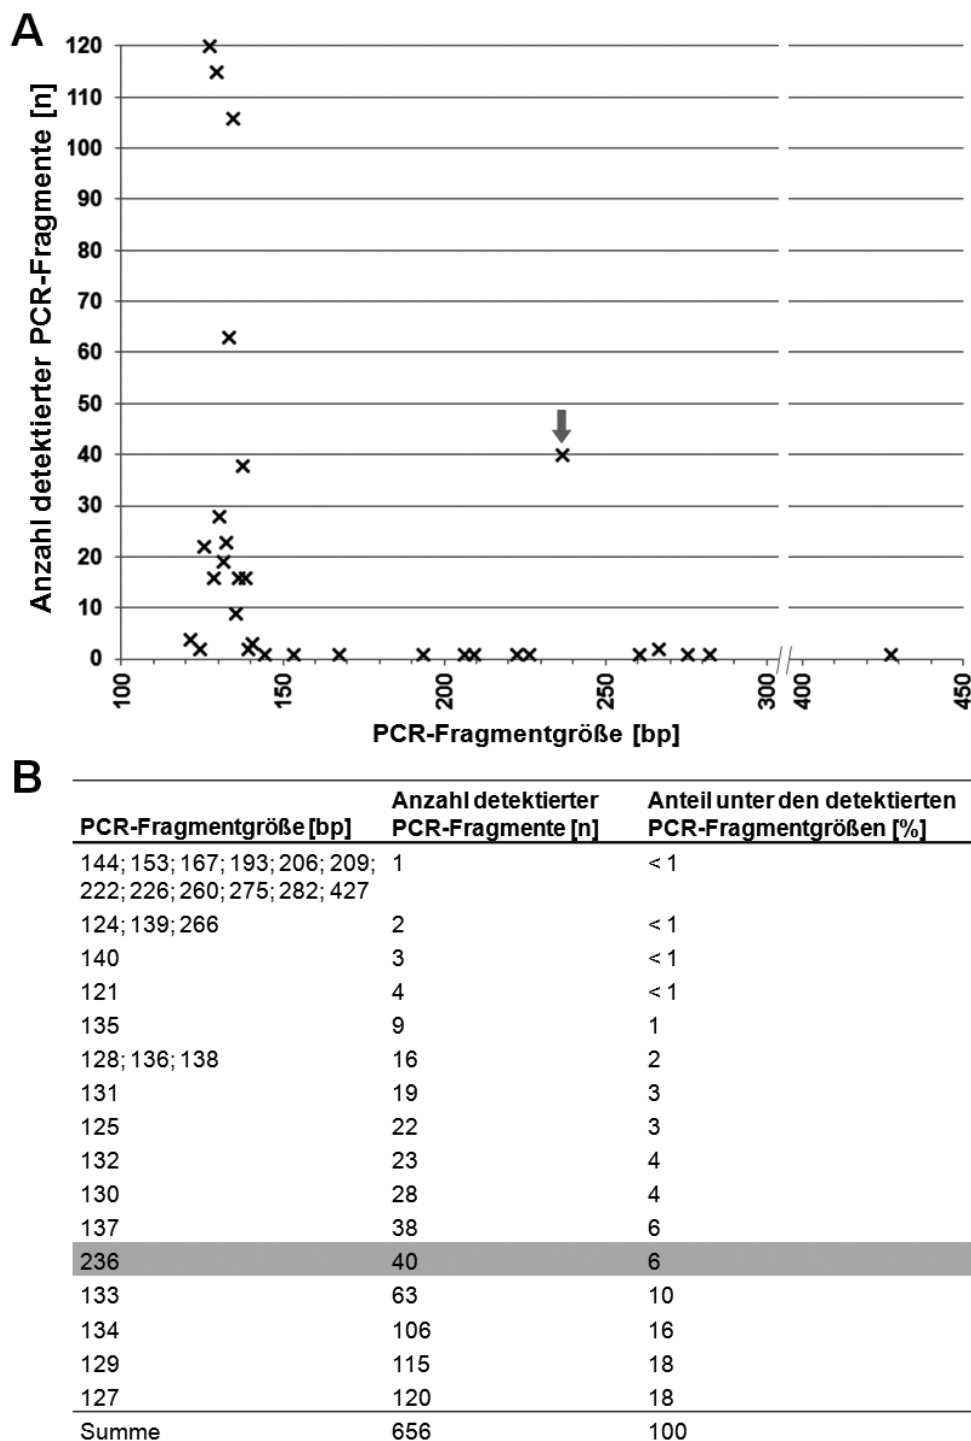 A
Anzahl detektierter PCR-Fragmente [n]
120
110
100
90
80
70
60
50
40
30
20
10
0
100
150
200
250
300
400
450
PCR-Fragmentgröße [bp]
B
PCR-Fragmentgröße [bp]
Anzahl detektierter
PCR-Fragmente [n]
Anteil unter den detektierten
PCR-Fragmentgrößen [%]
144; 153; 167; 193; 206; 209; 1 < 1
222; 226; 260; 275; 282; 427
124; 139; 266 2 < 1
140 3 < 1
121 4 < 1
135 9 1
128; 136; 138 16 2
131 19 3
125 22 3
132 23 4
130 28 4
137 38 6
236 40 6
133 63 10
134 106 16
129 115 18
127 120 18
Summe 656 100